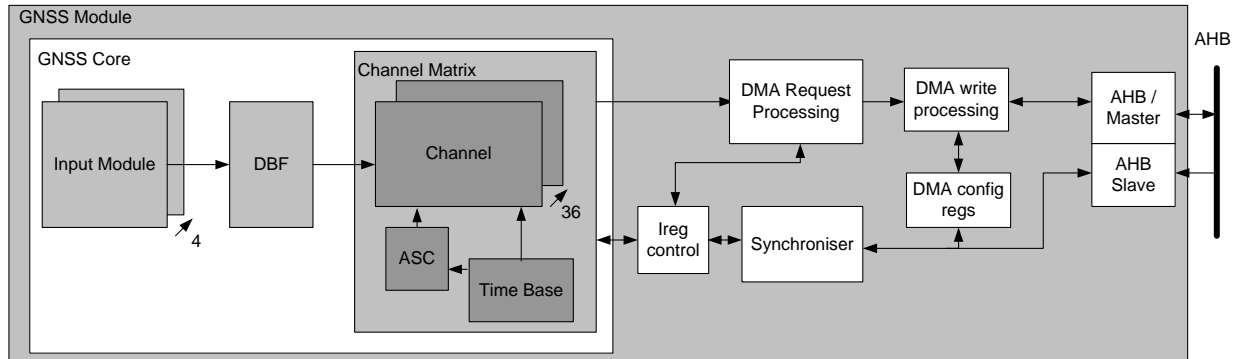 GNSS Module
AHB
GNSS Core
Channel Matrix
Input Module
4
DBF
Channel
36
ASC
Time Base
DMA Request
Processing
DMA write
processing
AHB /
Master
AHB
Slave
DMA config
regs
Ireg
control
Synchroniser